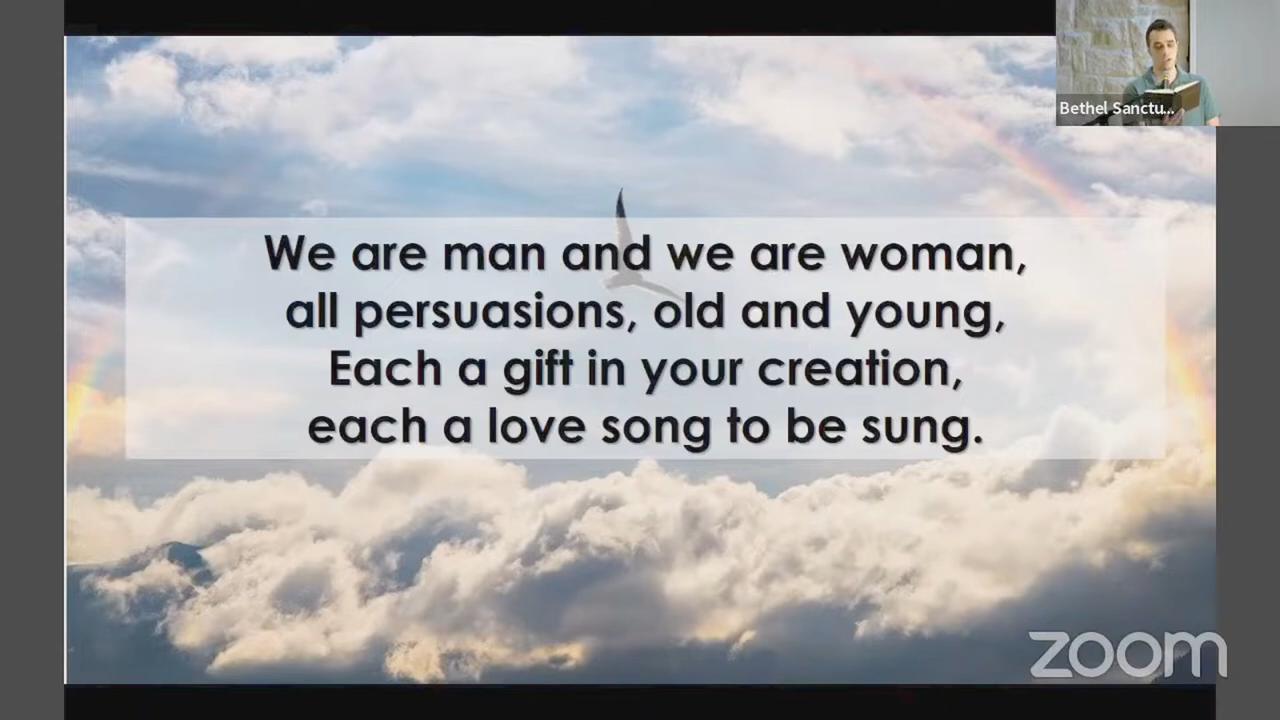 Bethel Sanctu...
We are man and we are woman,
all persuasions, old and young,
Each a gift in your creation,
each a love song to be sung.
zoom